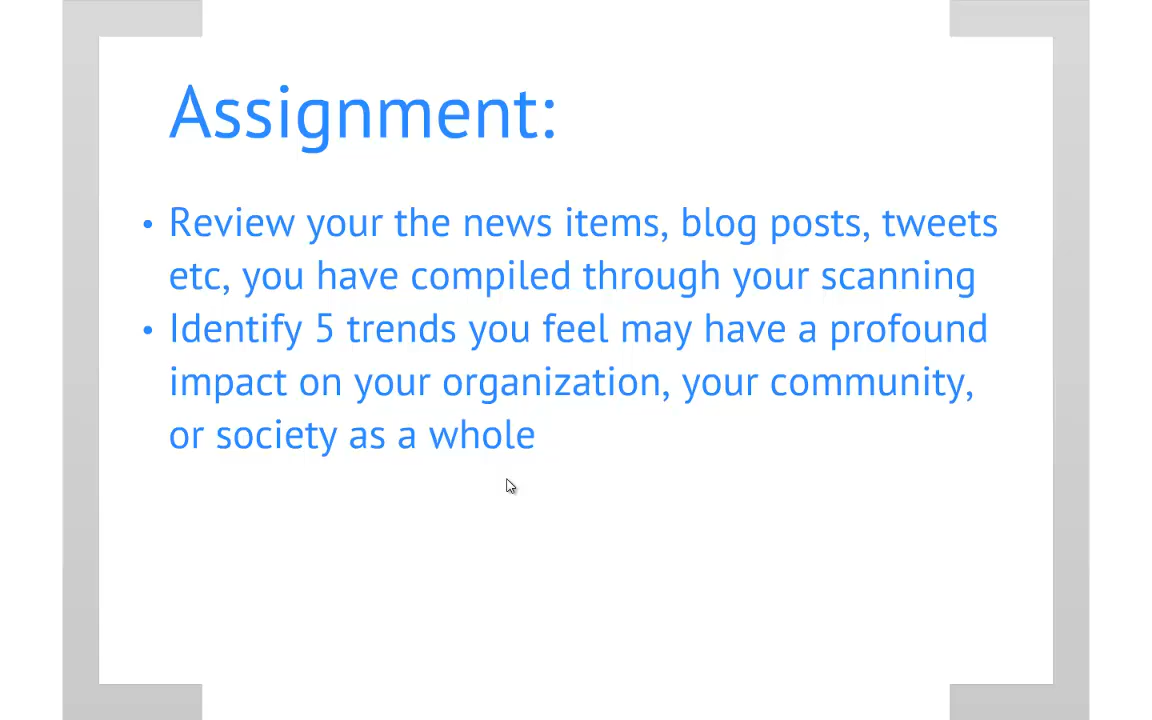 Assignment:
• Review your the news items, blog posts, tweets
etc, you have compiled through your scanning
• Identify 5 trends you feel may have a profound
impact on your organization, your community,
or society as a whole